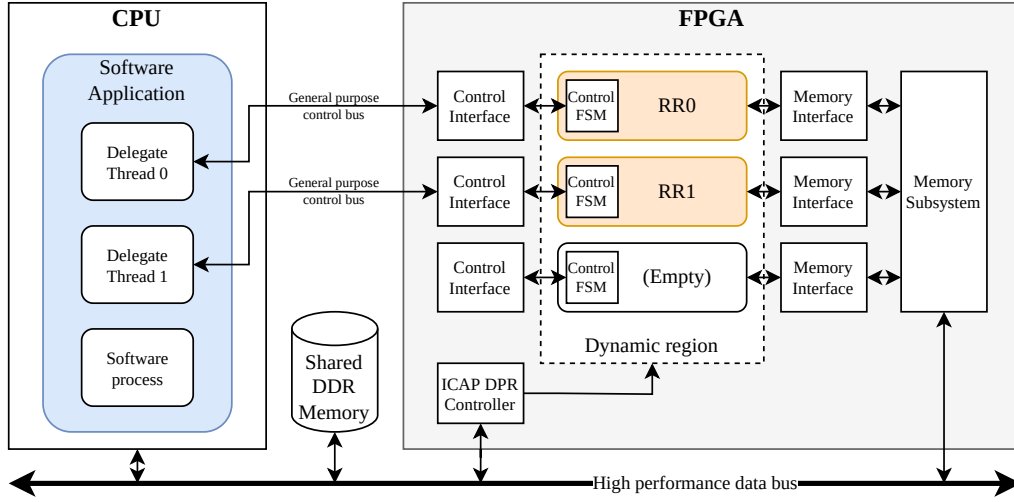 CPU
Software
Application
Delegate
Thread 0
Delegate
Thread 1
Software
process
General purpose
control bus
General purpose
control bus
Shared
DDR
Memory
FPGA
Control
Interface
Control
FSM
RR0
Memory
Interface
Control
Interface
Control
FSM
RR1
Memory
Interface
Control
Interface
Control
FSM
(Empty)
Memory
Interface
Memory
Subsystem
Dynamic region
ICAP DPR
Controller
High performance data bus